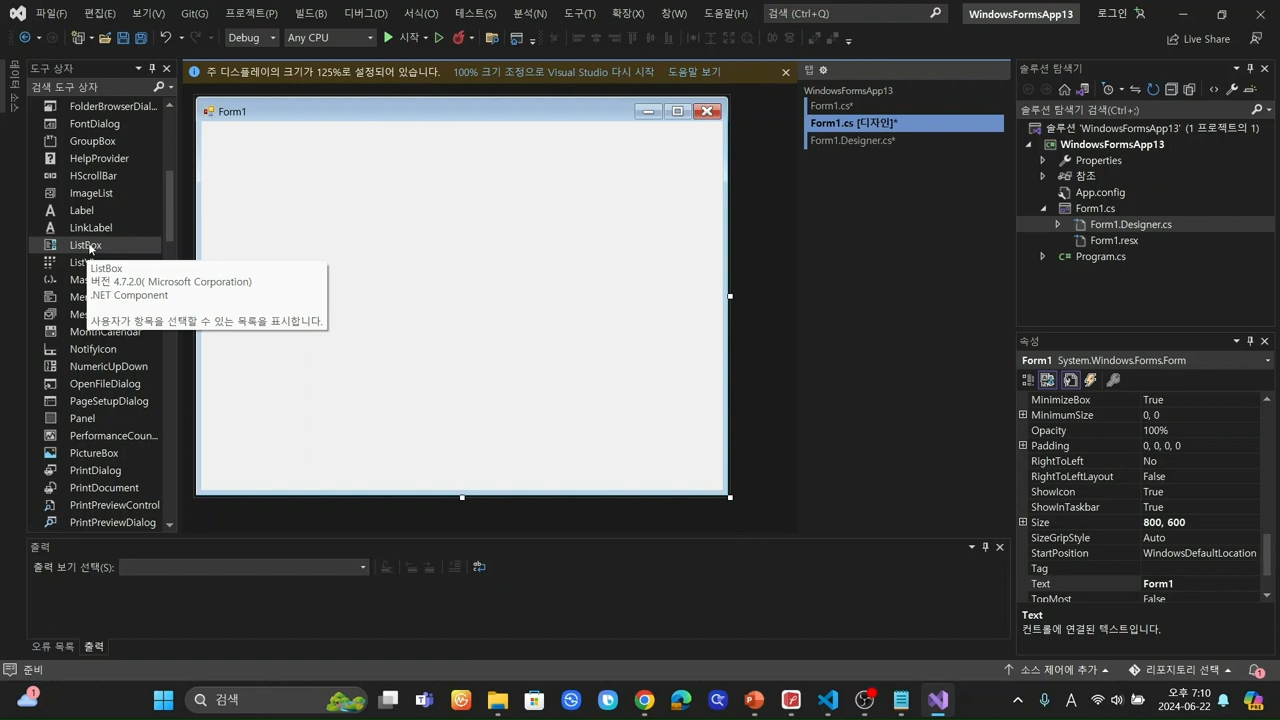 파일(F) 편집(E) 보기(V) Git(G) 프로젝트(P) 빌드(B) 디버그(D) 서식(O) 테스트(S) 분석(N) 도구(T) 확장(X) 창(W) 도움말(H) 검색 (Ctrl+Q) WindowsFormsApp13 로그인
Debug Any CPU 시작 Live Share
데이터 소스
도구 상자
도구 상자 검색
FolderBrowserDial...
FontDialog
GroupBox
HelpProvider
HScrollBar
ImageList
Label
LinkLabel
ListBox
MonthCalendar
NotifyIcon
NumericUpDown
OpenFileDialog
PageSetupDialog
Panel
PerformanceCoun...
PictureBox
PrintDialog
PrintDocument
PrintPreviewControl
PrintPreviewDialog
ListBox
버전 4.7.2.0( Microsoft Corporation)
.NET Component
사용자가 항목을 선택할 수 있는 목록을 표시합니다.
주 디스플레이의 크기가 125%로 설정되어 있습니다. 100% 크기 조정으로 Visual Studio 다시 시작 도움말 보기
Form1
탭
WindowsFormsApp13
Form1.cs*
Form1.cs [디자인]*
Form1.Designer.cs*
솔루션 탐색기
솔루션 탐색기 검색(Ctrl+;)
솔루션 'WindowsFormsApp13' (1 프로젝트의 1)
WindowsFormsApp13
Properties
참조
App.config
Form1.cs
Form1.Designer.cs
Form1.resx
Program.cs
속성
Form1 System.Windows.Forms.Form
MinimizeBox True
MinimumSize 0, 0
Opacity 100%
Padding 0, 0, 0, 0
RightToLeft No
RightToLeftLayout False
ShowIcon True
ShowInTaskbar True
Size 800, 600
SizeGripStyle Auto
StartPosition WindowsDefaultLocation
Tag
Text Form1
TopMost False
Text
컨트롤에 연결된 텍스트입니다.
출력
출력 보기 선택(S):
오류 목록 출력
준비 소스 제어에 추가 리포지토리 선택
검색
오후 7:10
2024-06-22